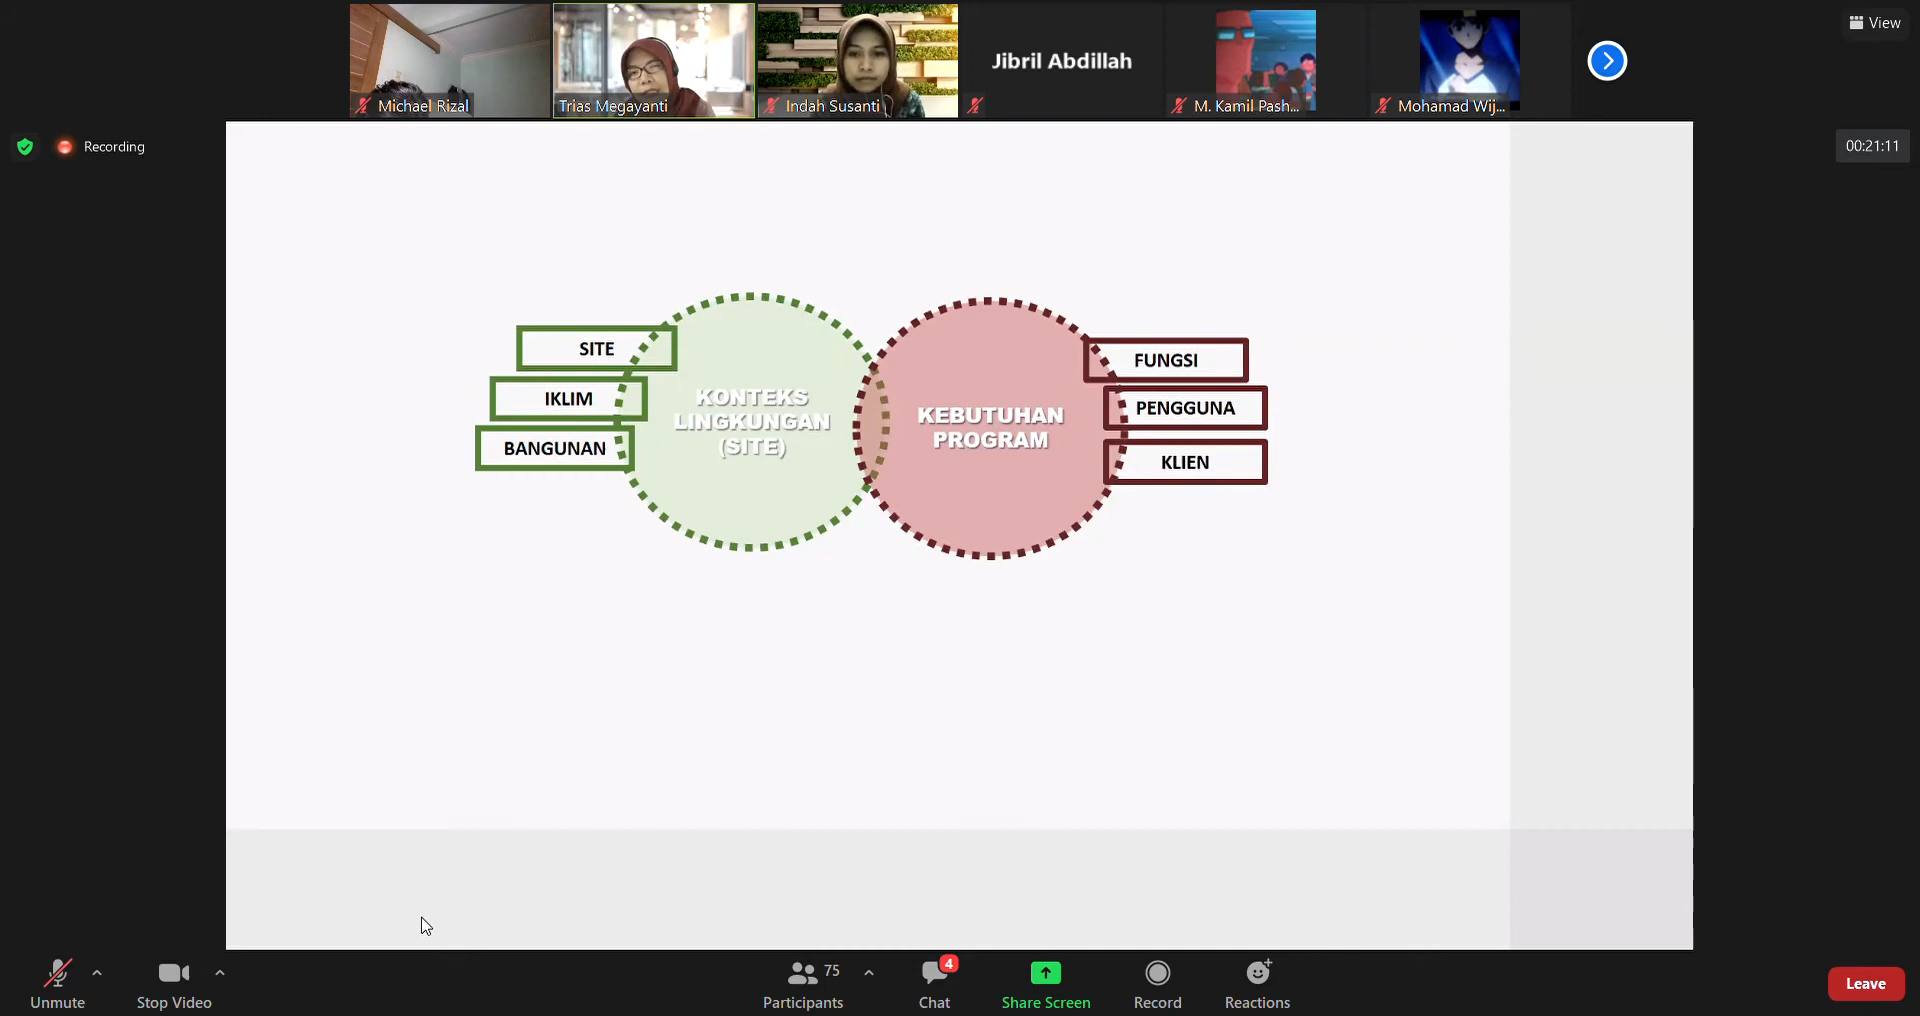 View
Michael Rizal
Trias Megayanti
Indah Susanti
Jibril Abdillah
M. Kamil Pash...
Mohamad Wij...
Recording
00:21:11
SITE
IKLIM
BANGUNAN
KONTEKS
LINGKUNGAN
(SITE)
KEBUTUHAN
PROGRAM
FUNGSI
PENGGUNA
KLIEN
Unmute
Stop Video
75
Participants
4
Chat
Share Screen
Record
Reactions
Leave